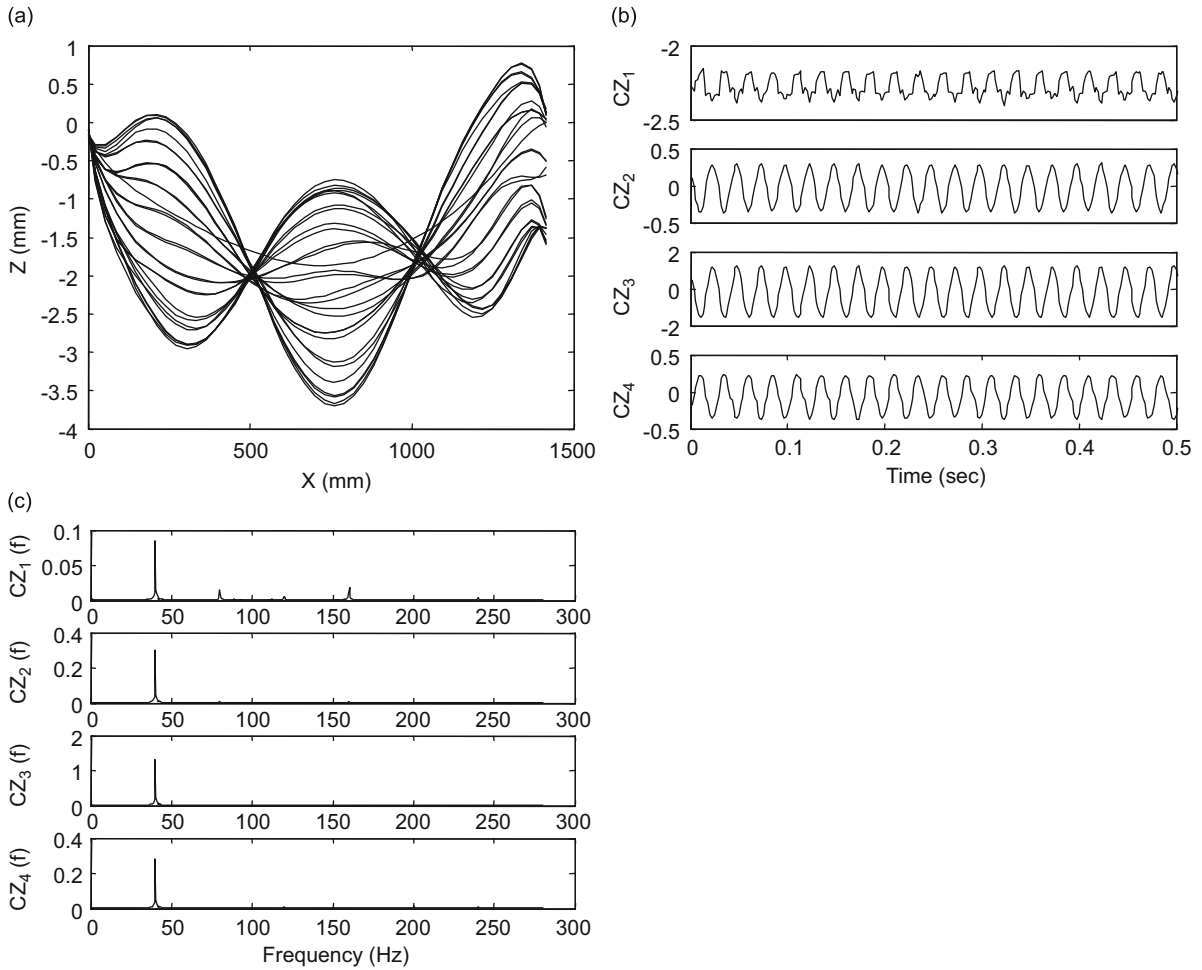 (a)
1
0.5
0
-0.5
-1
-1.5
-2
-2.5
-3
-3.5
-4
Z (mm)
0 500 1000 1500
X (mm)
(b)
-2
CZ1
-2.5
0.5
CZ2
0
-0.5
2
CZ3
0
-2
0.5
CZ4
0
-0.5
0 0.1 0.2 0.3 0.4 0.5
Time (sec)
(c)
0.1
CZ1 (f)
0.05
0
0 50 100 150 200 250 300
0.4
CZ2 (f)
0.2
0
0 50 100 150 200 250 300
2
CZ3 (f)
1
0
0 50 100 150 200 250 300
0.4
CZ4 (f)
0.2
0
0 50 100 150 200 250 300
Frequency (Hz)